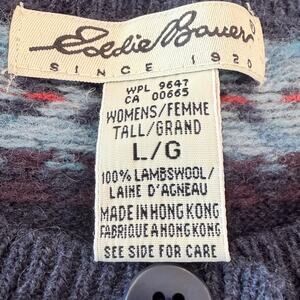 Eddie Bauer
SINCE 1920
WPL 9647
CA 00665
WOMENS/FEMME
TALL/GRAND
L/G
100% LAMBSWOOL/
LAINE D'AGNEAU
MADE IN HONG KONG
FABRIQUE A HONG KONG
SEE SIDE FOR CARE